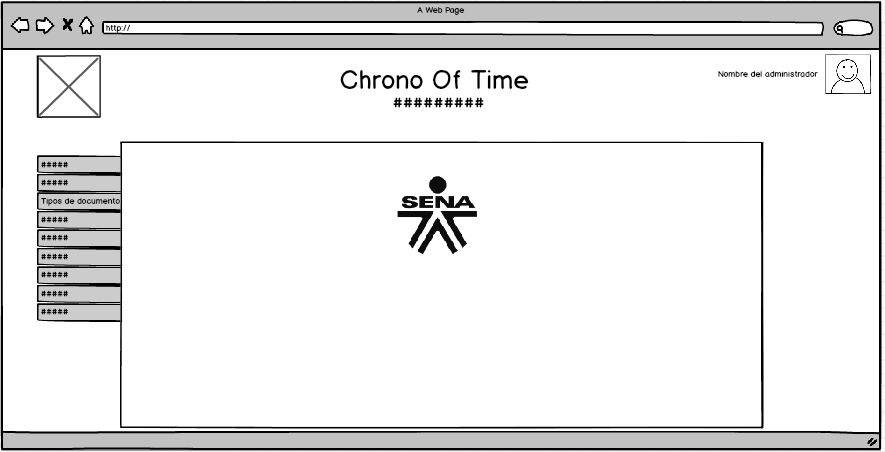 A Web Page
http://
Chrono Of Time
#########
Nombre del administrador
#####
#####
Tipos de documento
#####
#####
#####
#####
#####
#####
SENA